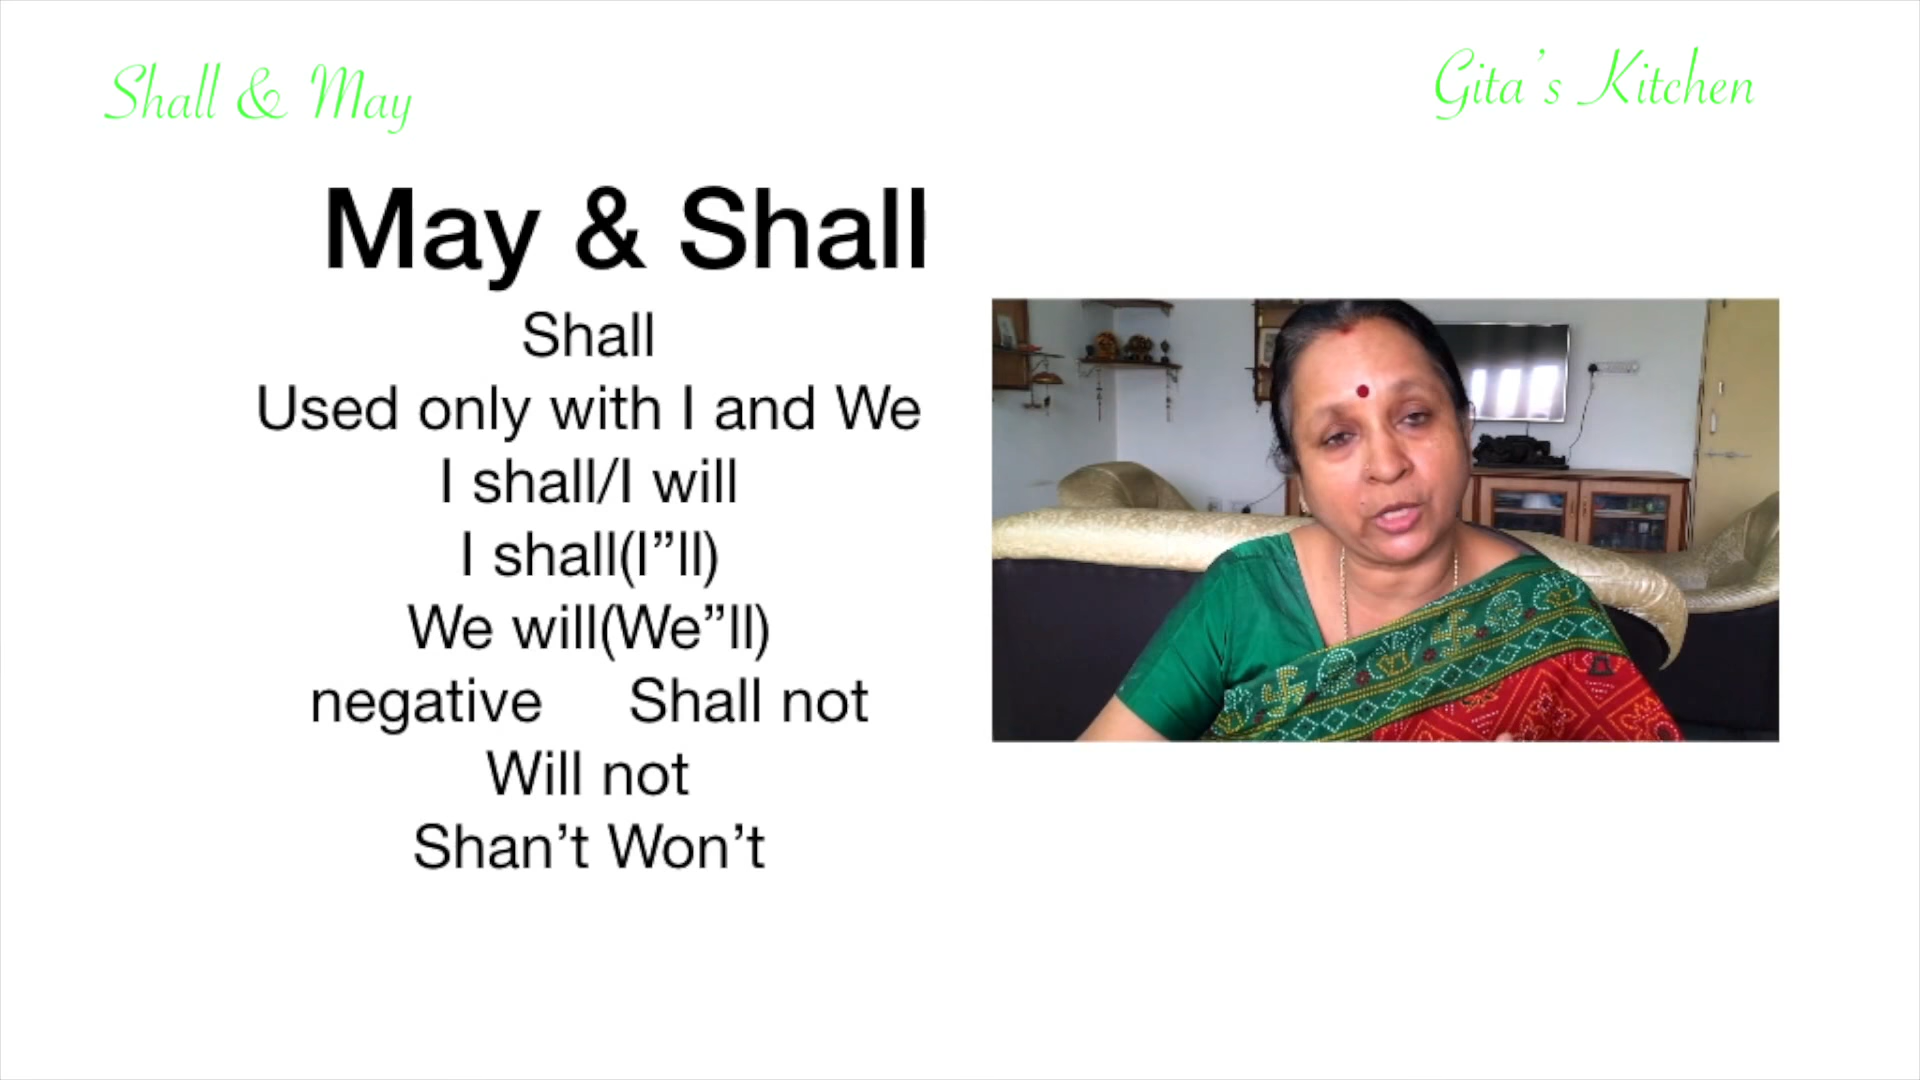 Shall & May
Gita's Kitchen
May & Shall
Shall
Used only with I and We
I shall/I will
I shall(I”ll)
We will(We”ll)
negative Shall not
Will not
Shan’t Won’t